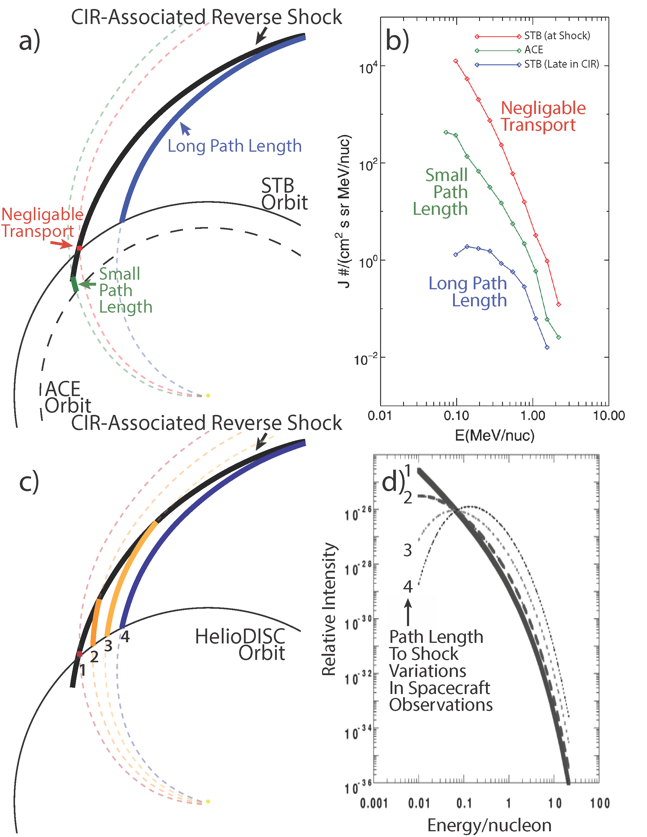 CIR-Associated Reverse Shock
a)
Long Path Length
STB
Orbit
Negligable
Transport
Small
Path
Length
ACE
Orbit
b)
STB (at Shock)
ACE
STB (Late in CIR)
Negligable
Transport
Small
Path
Length
Long Path
Length
J #/(cm² s sr MeV/nuc)
10⁴
10²
10⁰
10⁻²
0.01
0.10
1.00
10.00
E(MeV/nuc)
CIR-Associated Reverse Shock
c)
HelioDISC
Orbit
1
2
3
4
d)
1
2
3
4
Path Length
To Shock
Variations
In Spacecraft
Observations
Relative Intensity
10⁻²⁶
10⁻²⁸
10⁻³⁰
10⁻³²
10⁻³⁴
10⁻³⁶
0.001
0.01
0.1
1
10
100
Energy/nucleon